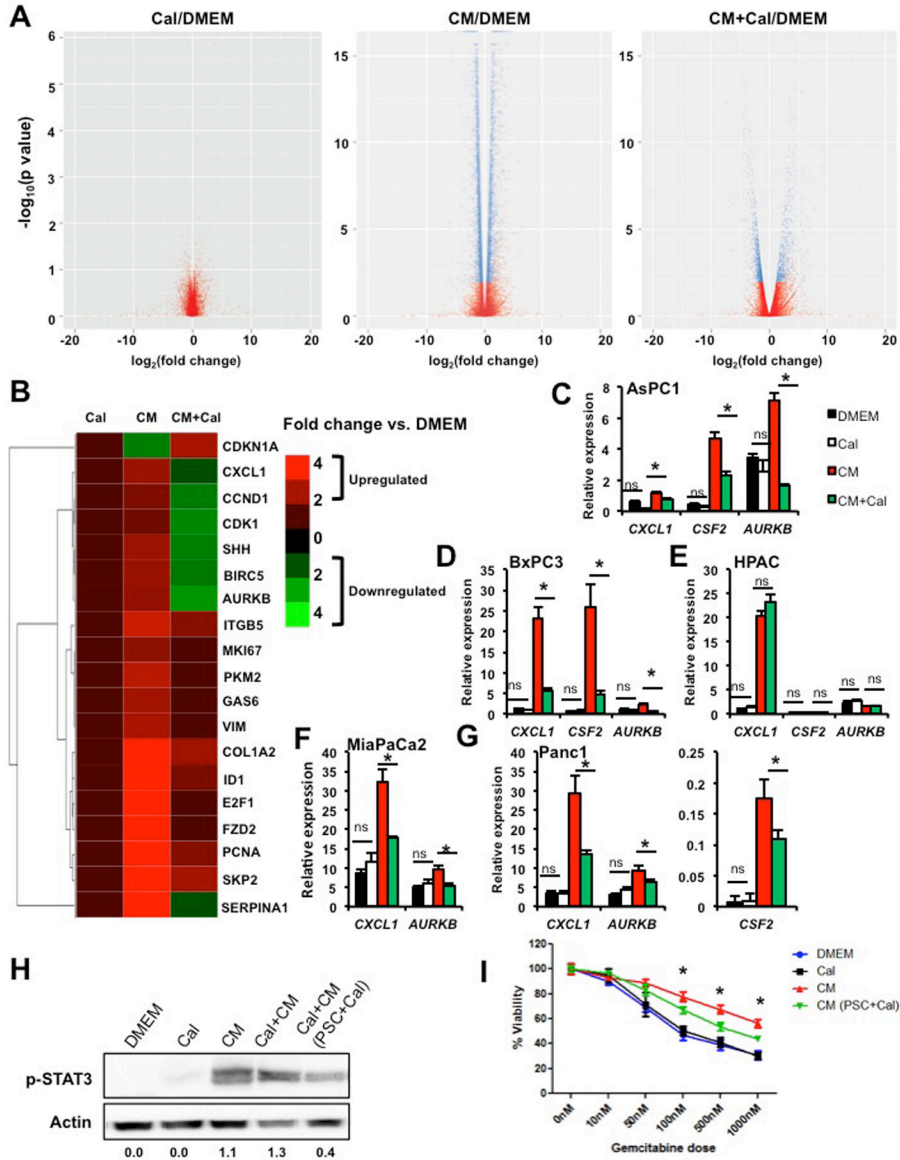 A
Cal/DMEM
CM/DMEM
CM+Cal/DMEM
-log10(p value)
6
5
4
3
2
1
0
15
10
5
0
15
10
5
0
-20
-10
0
10
20
-20
-10
0
10
20
-20
-10
0
10
20
log2(fold change)
log2(fold change)
log2(fold change)
B
Cal
CM
CM+Cal
CDKN1A
CXCL1
CCND1
CDK1
SHH
BIRC5
AURKB
ITGB5
MKI67
PKM2
GAS6
VIM
COL1A2
ID1
E2F1
FZD2
PCNA
SKP2
SERPINA1
Fold change vs. DMEM
4
2
0
2
4
Upregulated
Downregulated
C
AsPC1
Relative expression
8
6
4
2
0
ns
*
ns
*
ns
*
CXCL1
CSF2
AURKB
DMEM
Cal
CM
CM+Cal
D
BxPC3
Relative expression
35
30
25
20
15
10
5
0
ns
*
ns
*
ns
*
CXCL1
CSF2
AURKB
E
HPAC
Relative expression
30
25
20
15
10
5
0
ns
ns
ns
ns
ns
ns
CXCL1
CSF2
AURKB
F
MiaPaCa2
Relative expression
40
35
30
25
20
15
10
5
0
ns
*
ns
*
CXCL1
AURKB
G
Panc1
Relative expression
40
35
30
25
20
15
10
5
0
ns
*
ns
*
CXCL1
AURKB
0.25
0.2
0.15
0.1
0.05
0
ns
*
CSF2
H
DMEM
Cal
CM
Cal+CM
Cal+CM
(PSC+Cal)
p-STAT3
Actin
0.0
0.0
1.1
1.3
0.4
I
% Viability
120
100
80
60
40
20
0
*
*
*
0nM
10nM
50nM
100nM
500nM
1000nM
Gemcitabine dose
DMEM
Cal
CM
CM (PSC+Cal)